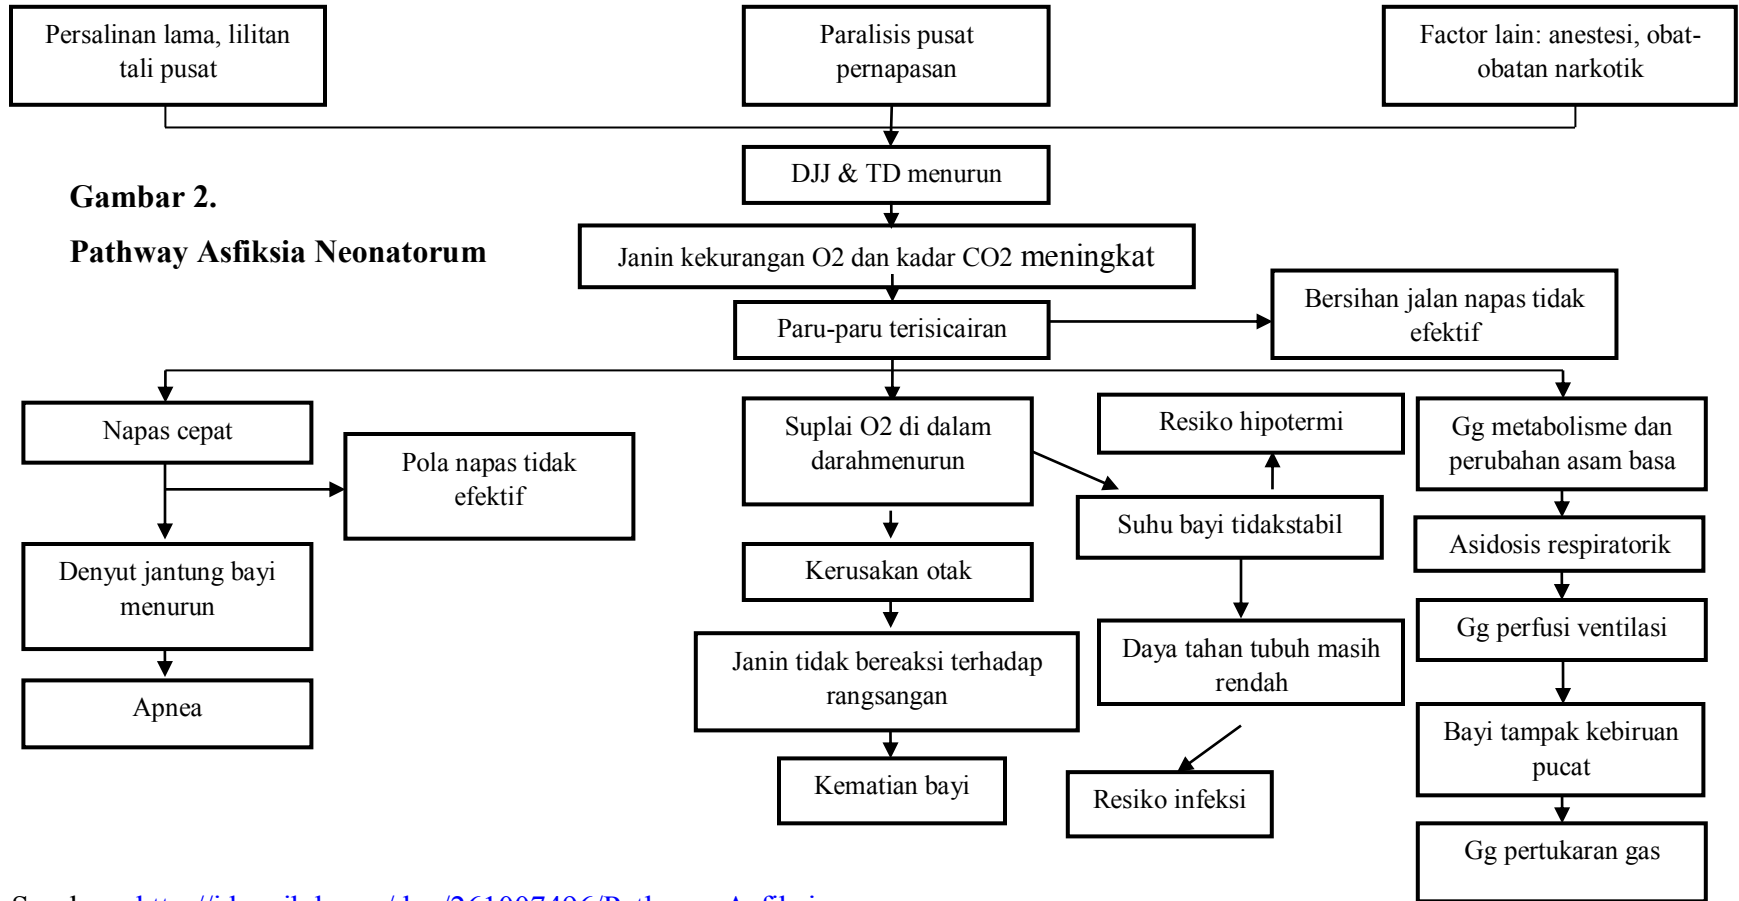 Persalinan lama, lilitan
tali pusat
Paralisis pusat
pernapasan
Factor lain: anestesi, obat-
obatan narkotik
DJJ & TD menurun
Gambar 2.
Pathway Asfiksia Neonatorum
Janin kekurangan O2 dan kadar CO2 meningkat
Bersihan jalan napas tidak
efektif
Paru-paru terisicairan
Napas cepat
Pola napas tidak
efektif
Denyut jantung bayi
menurun
Apnea
Suplai O2 di dalam
darahmenurun
Kerusakan otak
Janin tidak bereaksi terhadap
rangsangan
Kematian bayi
Resiko hipotermi
Suhu bayi tidakstabil
Daya tahan tubuh masih
rendah
Resiko infeksi
Gg metabolisme dan
perubahan asam basa
Asidosis respiratorik
Gg perfusi ventilasi
Bayi tampak kebiruan
pucat
Gg pertukaran gas